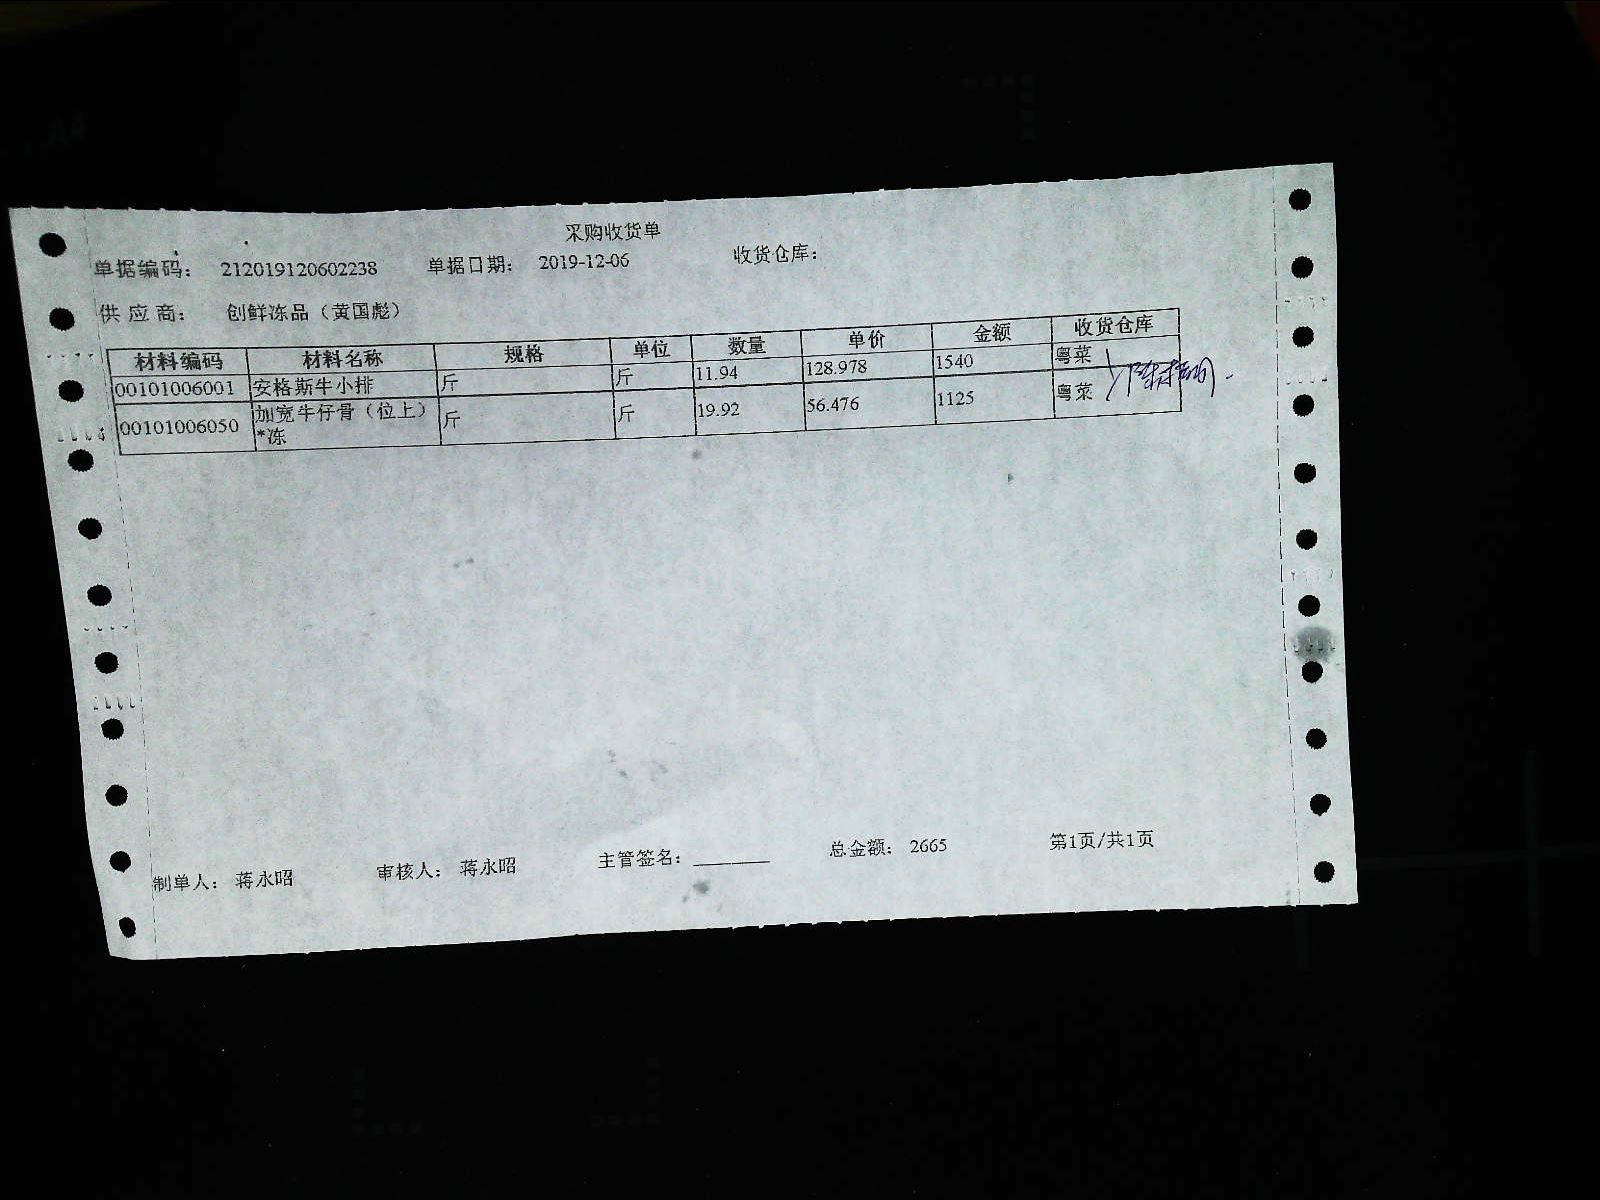 采购收货单
单据编码： 212019120602238 单据日期： 2019-12-06 收货仓库：
供应商： 创鲜冻品（黄国彪）
材料编码 材料名称 规格 单位 数量 单价 金额 收货仓库
00101006001 安格斯牛小排 斤 斤 11.94 128.978 1540 粤菜
00101006050 加宽牛仔骨（位上）*冻 斤 斤 19.92 56.476 1125 粤菜
制单人： 蒋永昭 审核人： 蒋永昭 主管签名： 总金额： 2665 第1页/共1页